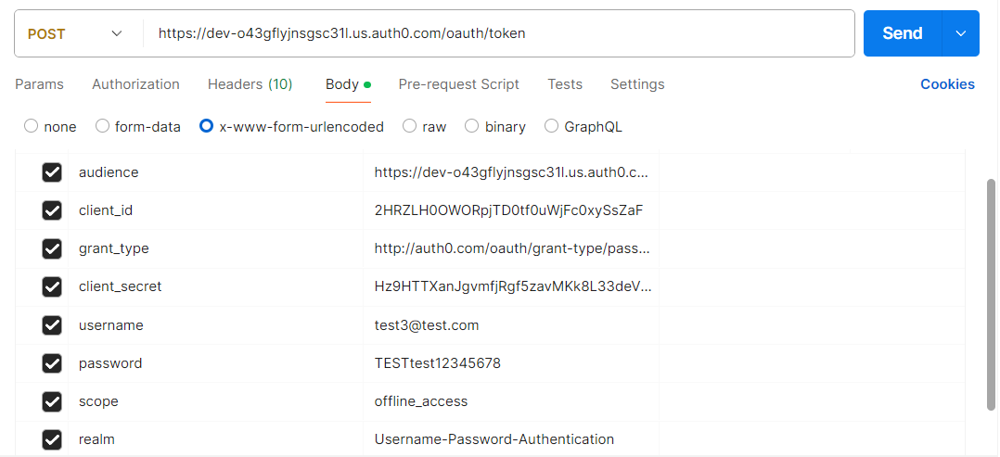 POST https://dev-o43gflyjnsgsc31l.us.auth0.com/oauth/token Send
Params Authorization Headers (10) Body Pre-request Script Tests Settings Cookies
none form-data x-www-form-urlencoded raw binary GraphQL
audience https://dev-o43gflyjnsgsc31l.us.auth0.c...
client_id 2HRZLH0OWORpjTD0tf0uWjFc0xySsZaF
grant_type http://auth0.com/oauth/grant-type/pass...
client_secret Hz9HTTXanJgvmfjRgf5zavMKk8L33deV...
username test3@test.com
password TESTtest12345678
scope offline_access
realm Username-Password-Authentication